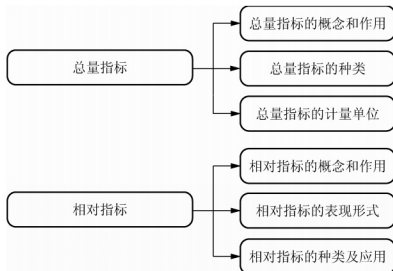 总量指标的概念和作用
总量指标
总量指标的种类
总量指标的计量单位
相对指标的概念和作用
相对指标
相对指标的表现形式
相对指标的种类及应用